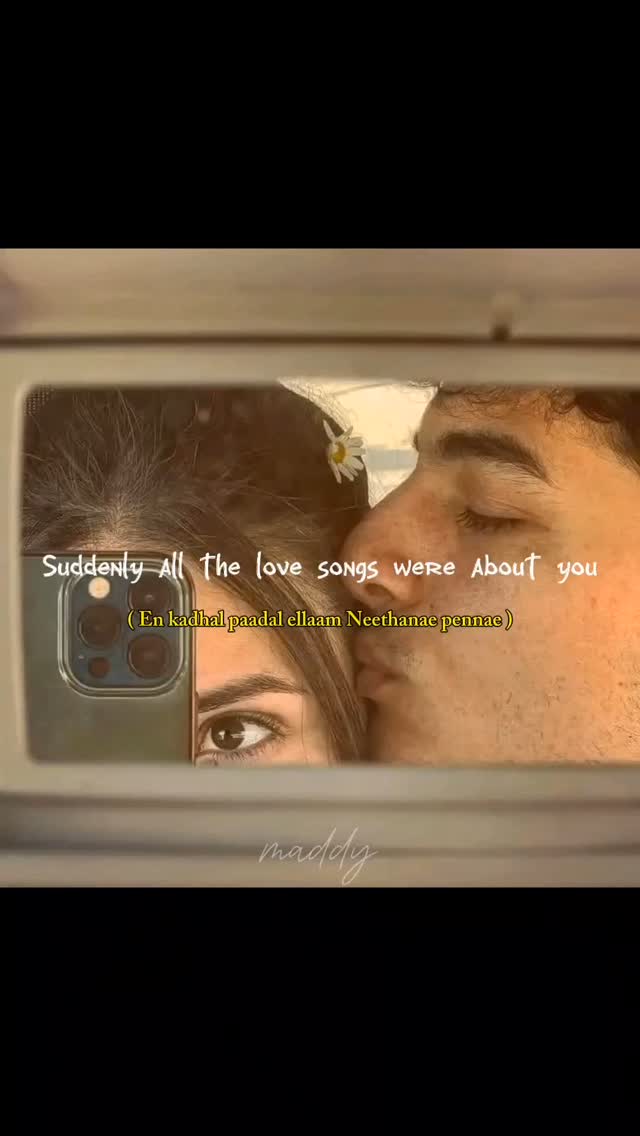 Suddenly All the love songs were About you
( En kadhal paadal ellaam Neethanae pennae )
maddy